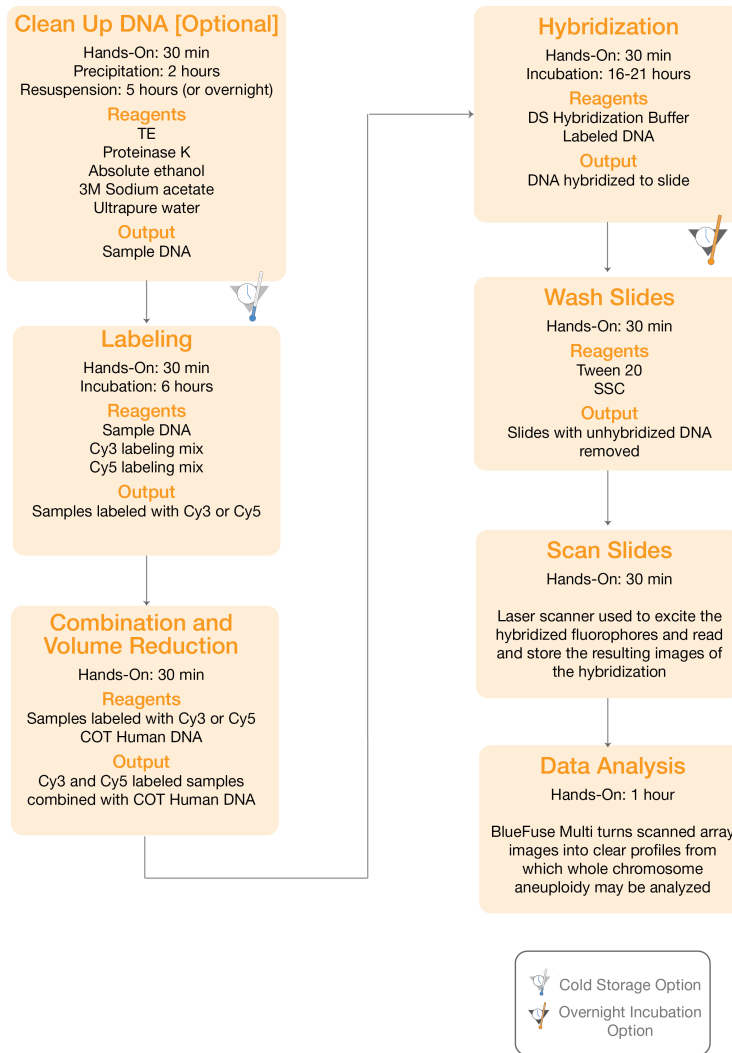 Clean Up DNA [Optional]
Hands-On: 30 min
Precipitation: 2 hours
Resuspension: 5 hours (or overnight)
Reagents
TE
Proteinase K
Absolute ethanol
3M Sodium acetate
Ultrapure water
Output
Sample DNA
Labeling
Hands-On: 30 min
Incubation: 6 hours
Reagents
Sample DNA
Cy3 labeling mix
Cy5 labeling mix
Output
Samples labeled with Cy3 or Cy5
Combination and
Volume Reduction
Hands-On: 30 min
Reagents
Samples labeled with Cy3 or Cy5
COT Human DNA
Output
Cy3 and Cy5 labeled samples
combined with COT Human DNA
Hybridization
Hands-On: 30 min
Incubation: 16-21 hours
Reagents
DS Hybridization Buffer
Labeled DNA
Output
DNA hybridized to slide
Wash Slides
Hands-On: 30 min
Reagents
Tween 20
SSC
Output
Slides with unhybridized DNA
removed
Scan Slides
Hands-On: 30 min
Laser scanner used to excite the
hybridized fluorophores and read
and store the resulting images of
the hybridization
Data Analysis
Hands-On: 1 hour
BlueFuse Multi turns scanned array
images into clear profiles from
which whole chromosome
aneuploidy may be analyzed
Cold Storage Option
Overnight Incubation
Option